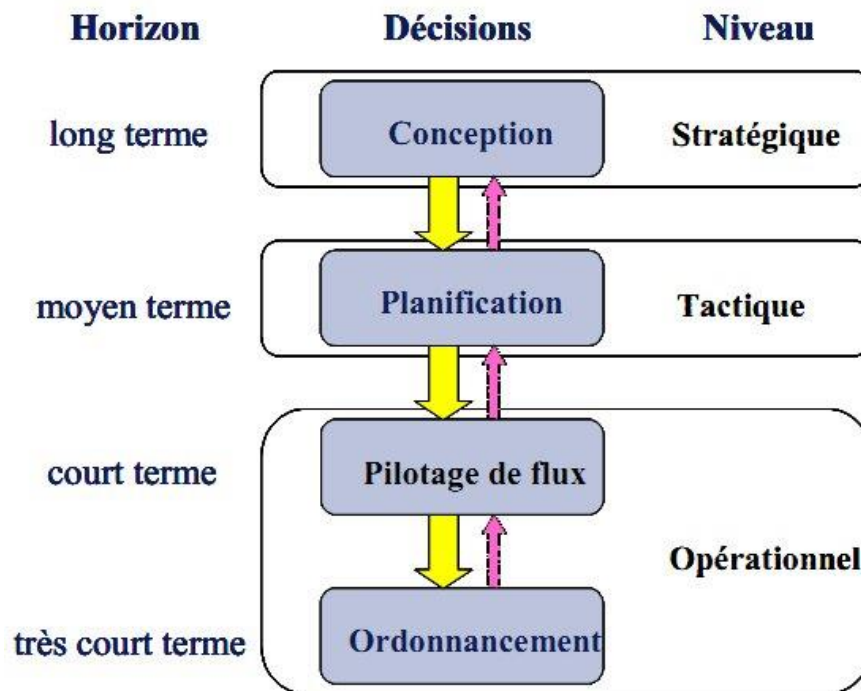 Horizon Décisions Niveau
long terme Conception Stratégique
moyen terme Planification Tactique
court terme Pilotage de flux
Opérationnel
très court terme Ordonnancement